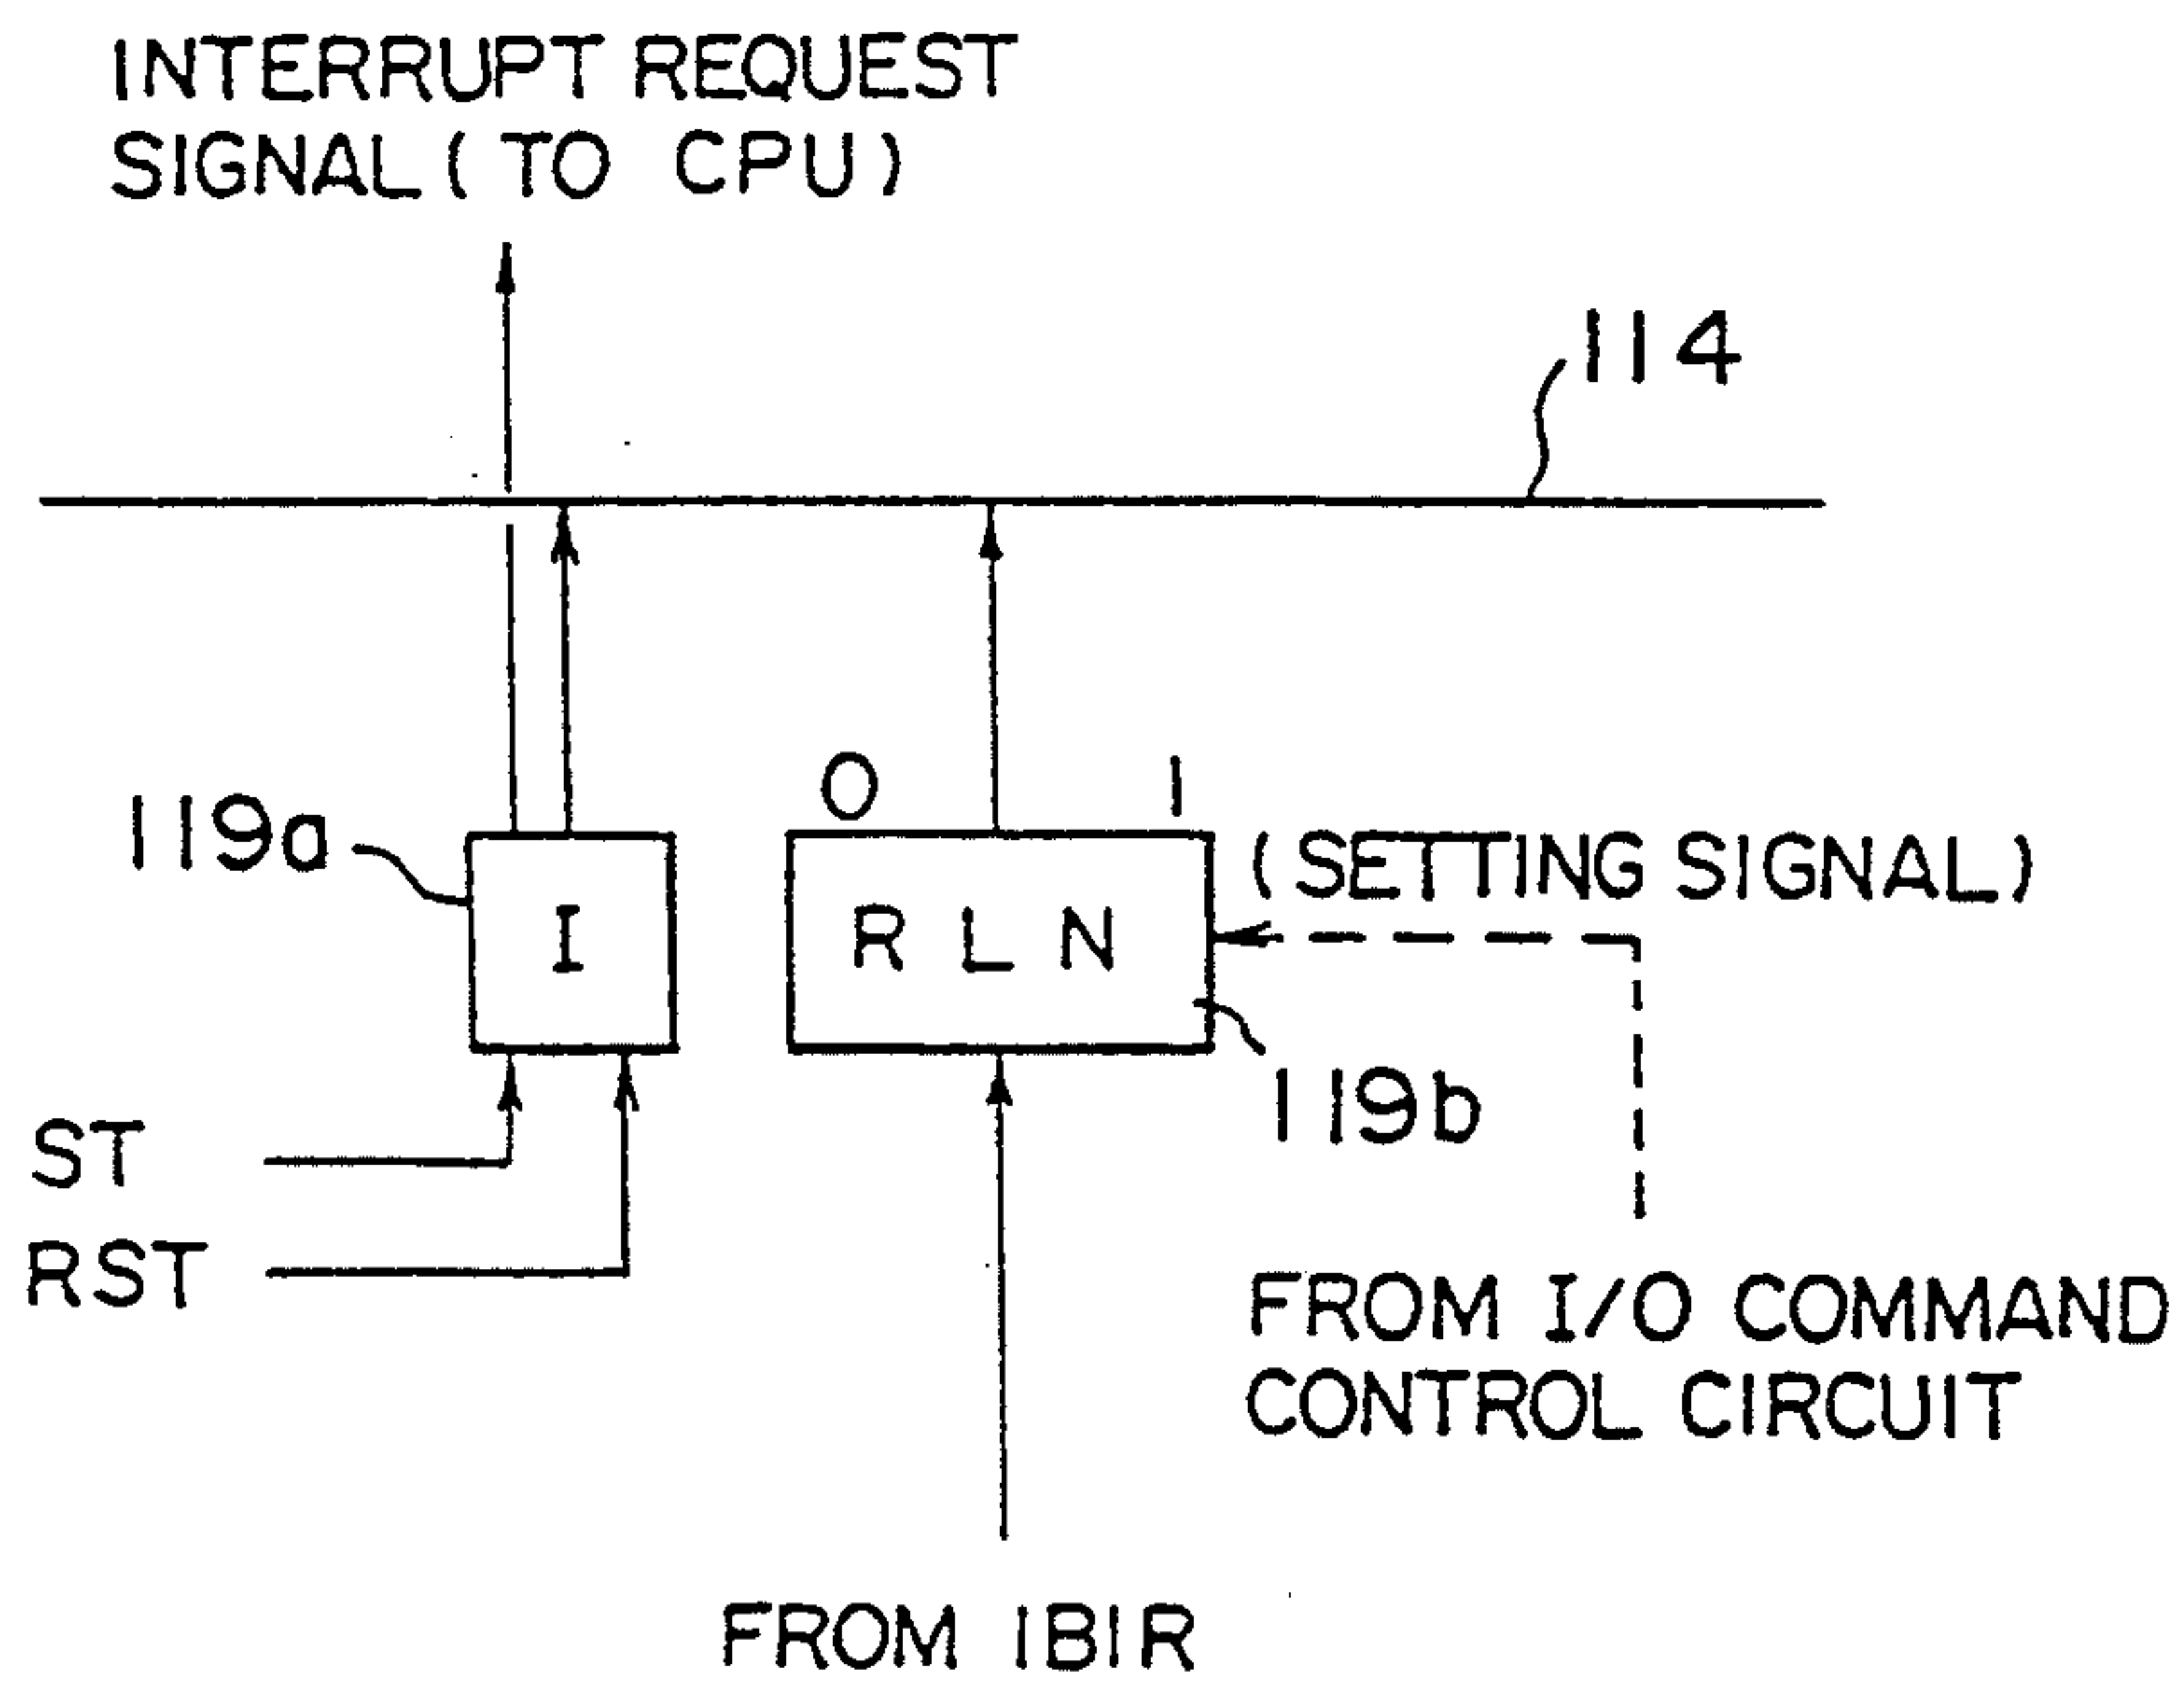 INTERRUPT REQUEST
SIGNAL ( TO CPU )
114
0 1
119a
(SETTING SIGNAL)
I
R L N
119b
ST
RST
FROM I/O COMMAND
CONTROL CIRCUIT
FROM IBIR